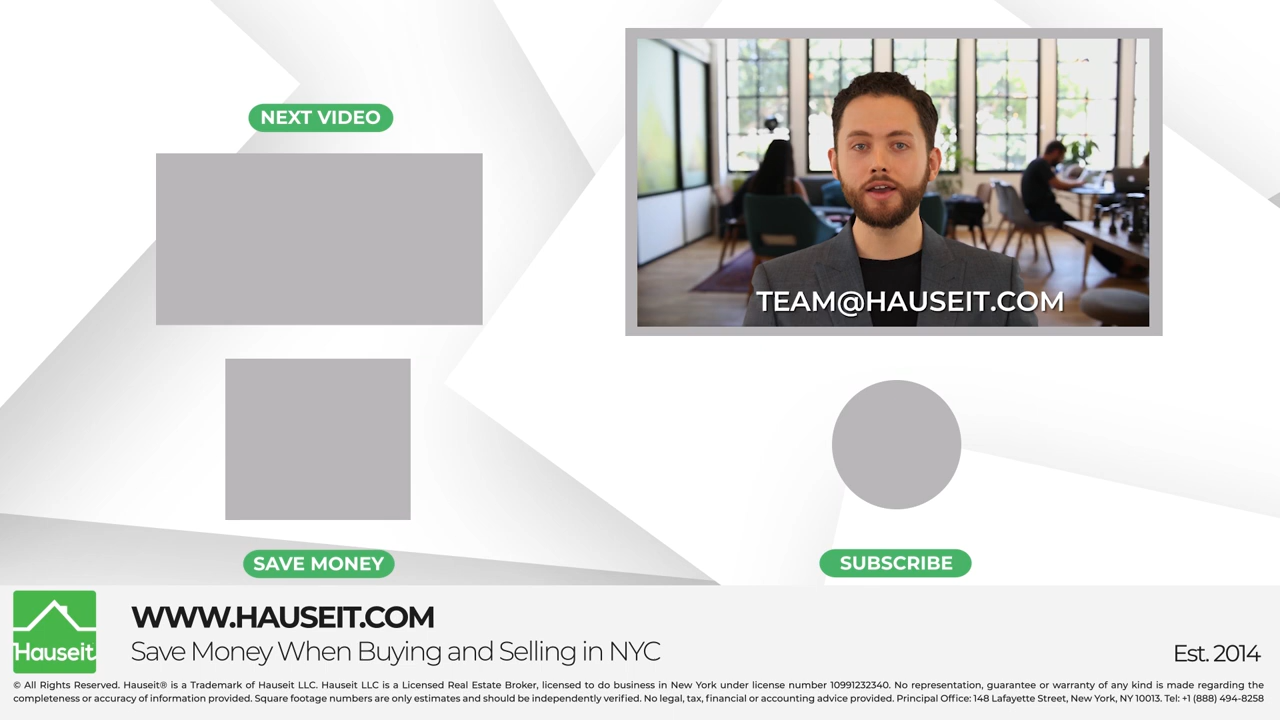 NEXT VIDEO
TEAM@HAUSEIT.COM
SAVE MONEY
SUBSCRIBE
Hauseit
WWW.HAUSEIT.COM
Save Money When Buying and Selling in NYC
Est. 2014
© All Rights Reserved. Hauseit® is a Trademark of Hauseit LLC. Hauseit LLC is a Licensed Real Estate Broker, licensed to do business in New York under license number 10991232340. No representation, guarantee or warranty of any kind is made regarding the
completeness or accuracy of information provided. Square footage numbers are only estimates and should be independently verified. No legal, tax, financial or accounting advice provided. Principal Office: 148 Lafayette Street, New York, NY 10013. Tel: +1 (888) 494-8258